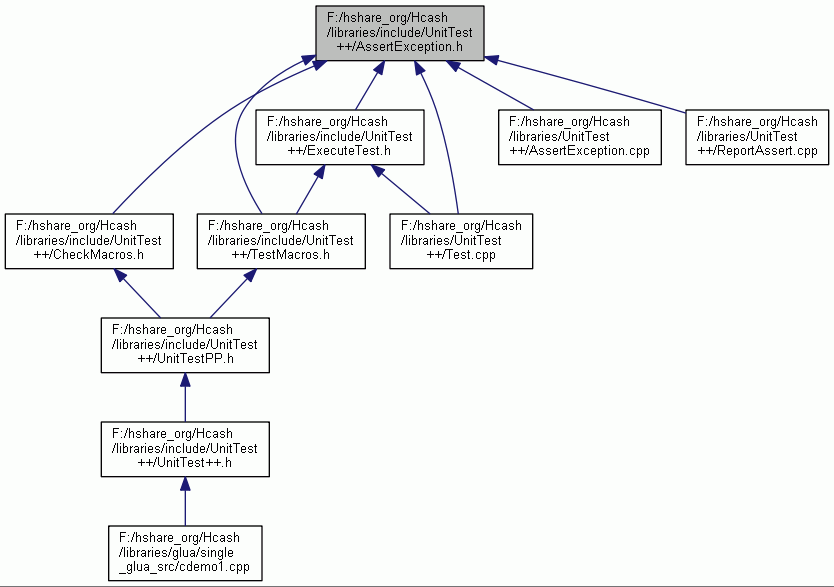 F:/hshare_org/Hcash
/libraries/include/UnitTest
++/AssertException.h
F:/hshare_org/Hcash
/libraries/include/UnitTest
++/ExecuteTest.h
F:/hshare_org/Hcash
/libraries/UnitTest
++/AssertException.cpp
F:/hshare_org/Hcash
/libraries/UnitTest
++/ReportAssert.cpp
F:/hshare_org/Hcash
/libraries/include/UnitTest
++/CheckMacros.h
F:/hshare_org/Hcash
/libraries/include/UnitTest
++/TestMacros.h
F:/hshare_org/Hcash
/libraries/UnitTest
++/Test.cpp
F:/hshare_org/Hcash
/libraries/include/UnitTest
++/UnitTestPP.h
F:/hshare_org/Hcash
/libraries/include/UnitTest
++/UnitTest++.h
F:/hshare_org/Hcash
/libraries/glua/single
_glua_src/cdemo1.cpp